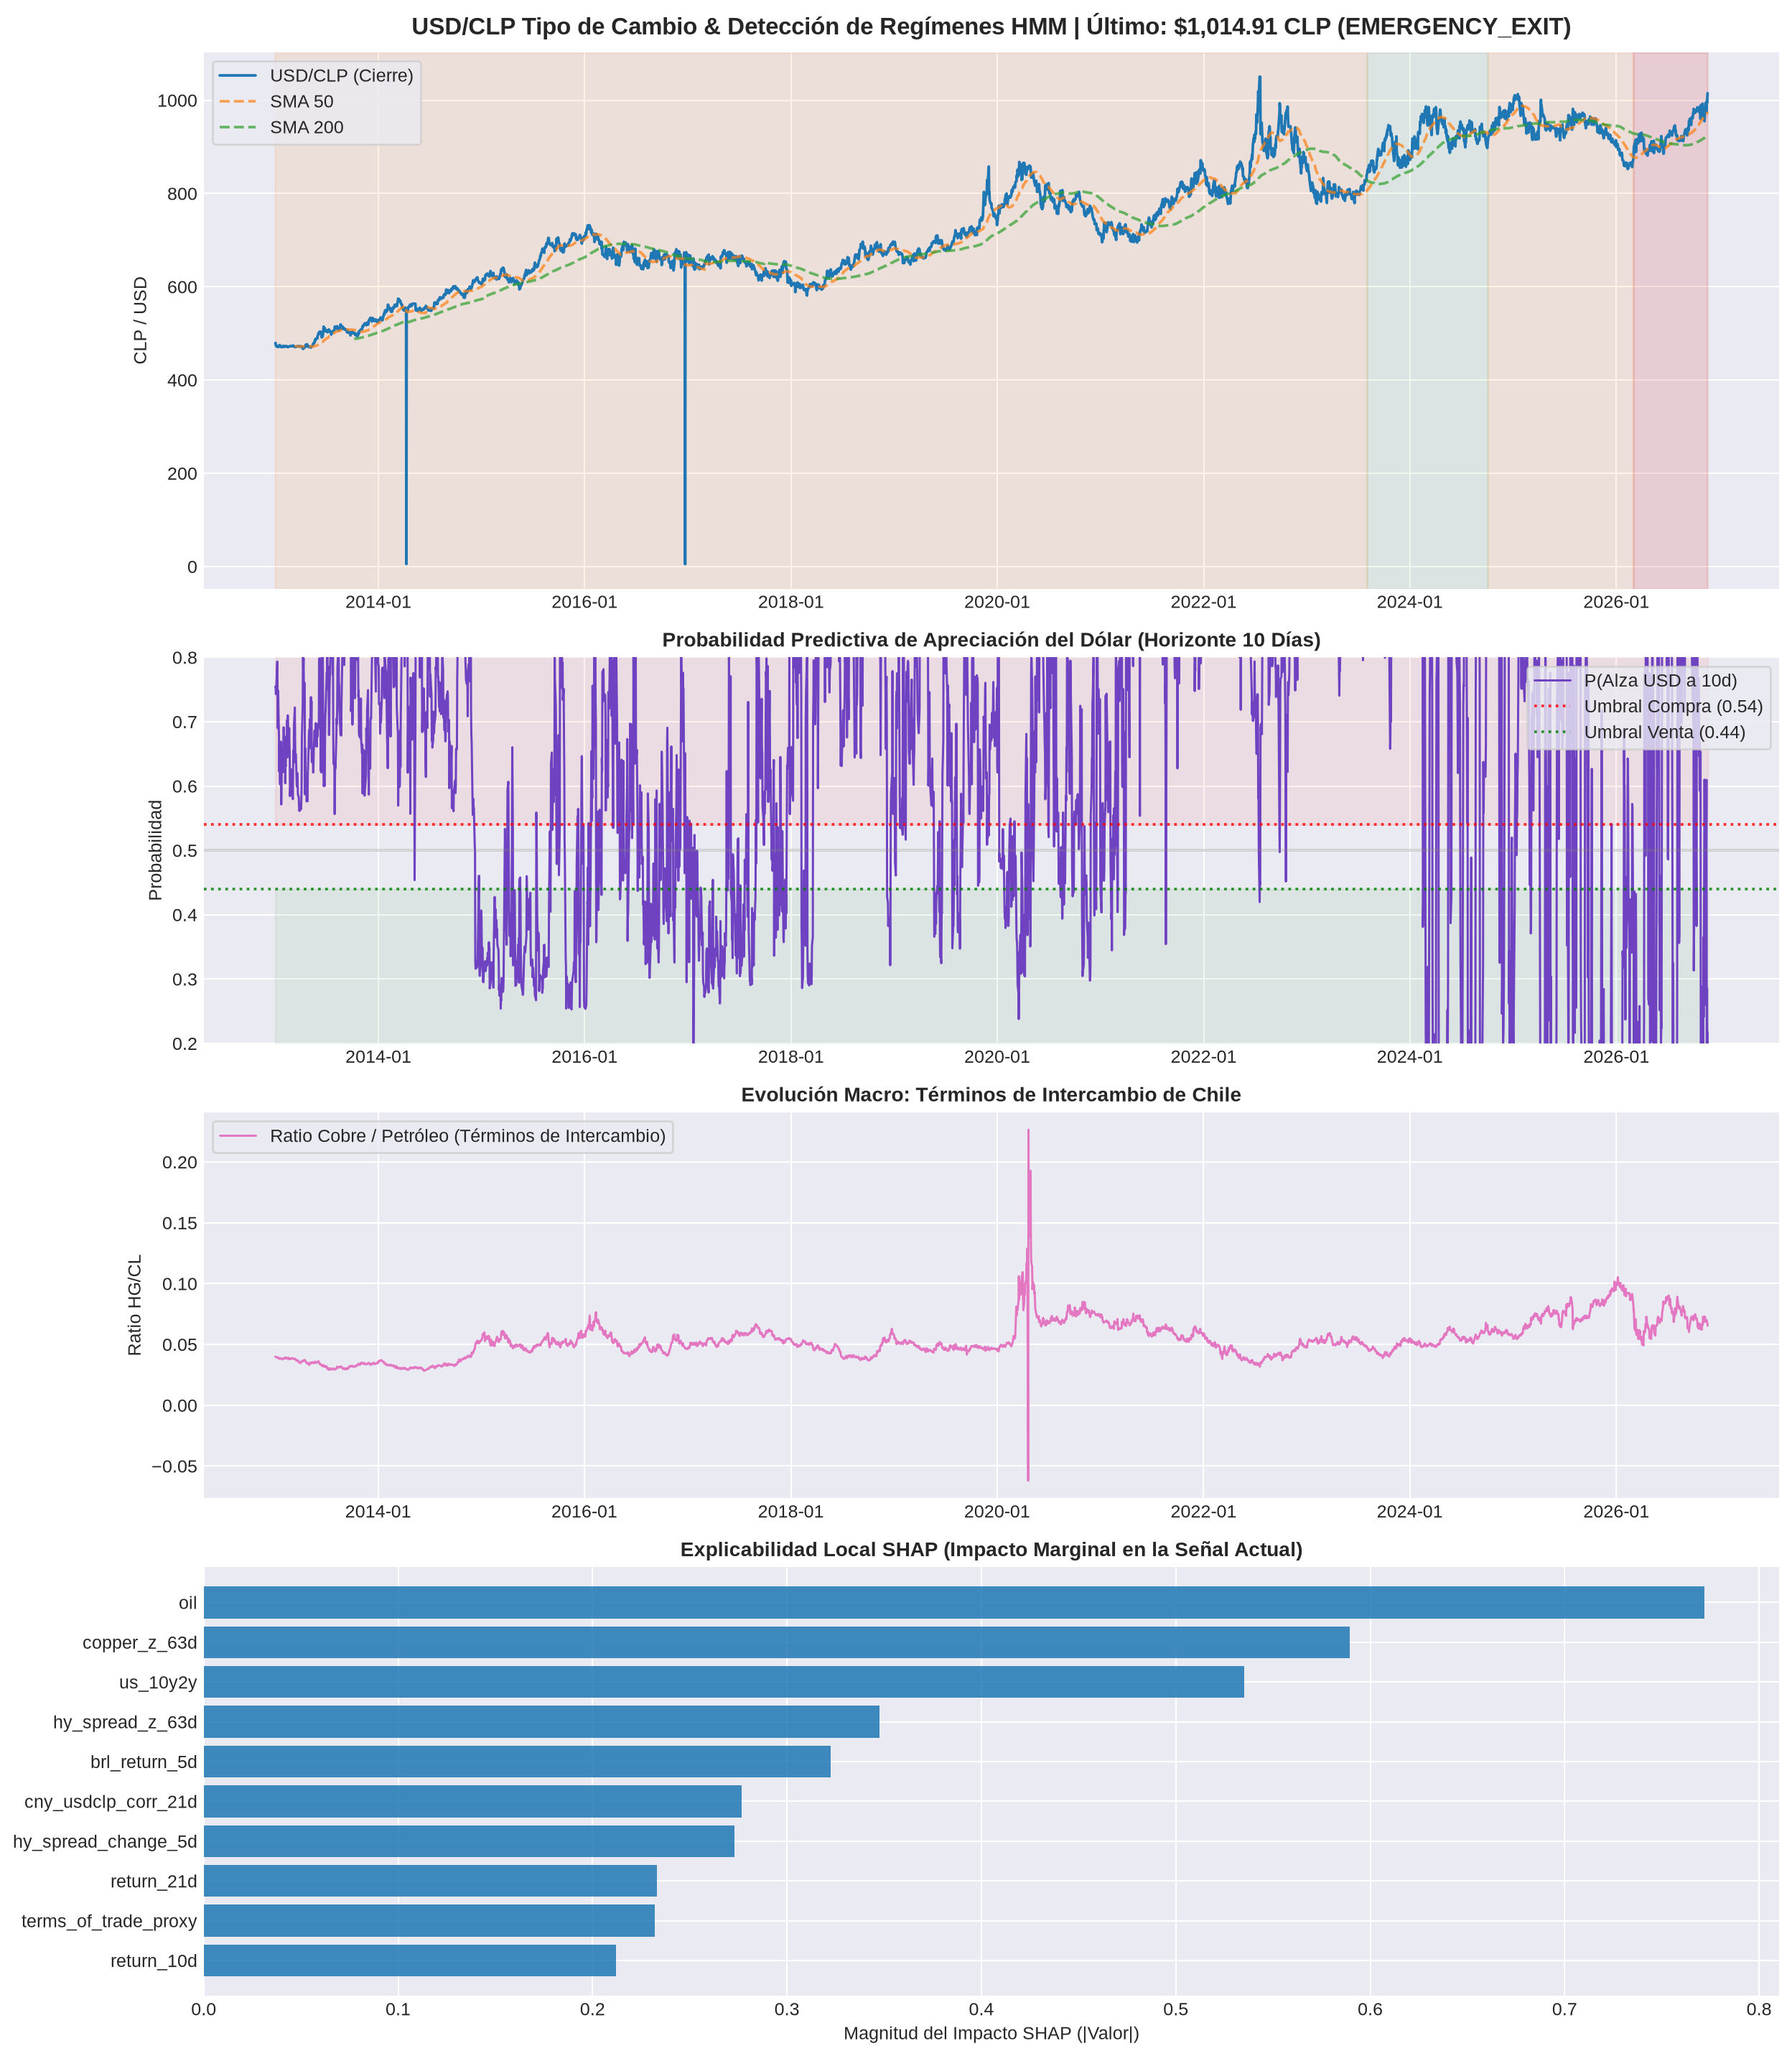 USD/CLP Tipo de Cambio & Detección de Regímenes HMM | Último: $1,014.91 CLP (EMERGENCY_EXIT)
USD/CLP (Cierre)
SMA 50
SMA 200
CLP / USD
1000
800
600
400
200
0
2014-01 2016-01 2018-01 2020-01 2022-01 2024-01 2026-01
Probabilidad Predictiva de Apreciación del Dólar (Horizonte 10 Días)
P(Alza USD a 10d)
Umbral Compra (0.54)
Umbral Venta (0.44)
Probabilidad
0.8
0.7
0.6
0.5
0.4
0.3
0.2
2014-01 2016-01 2018-01 2020-01 2022-01 2024-01 2026-01
Evolución Macro: Términos de Intercambio de Chile
Ratio Cobre / Petróleo (Términos de Intercambio)
Ratio HG/CL
0.20
0.15
0.10
0.05
0.00
−0.05
2014-01 2016-01 2018-01 2020-01 2022-01 2024-01 2026-01
Explicabilidad Local SHAP (Impacto Marginal en la Señal Actual)
oil
copper_z_63d
us_10y2y
hy_spread_z_63d
brl_return_5d
cny_usdclp_corr_21d
hy_spread_change_5d
return_21d
terms_of_trade_proxy
return_10d
0.0 0.1 0.2 0.3 0.4 0.5 0.6 0.7 0.8
Magnitud del Impacto SHAP (|Valor|)